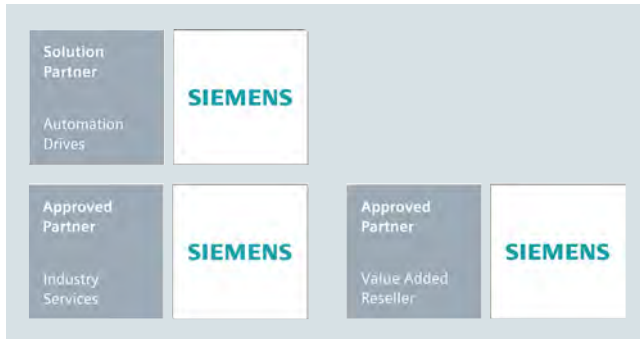 Solution
Partner
Automation
Drives
SIEMENS
Approved
Partner
Industry
Services
SIEMENS
Approved
Partner
Value Added
Reseller
SIEMENS